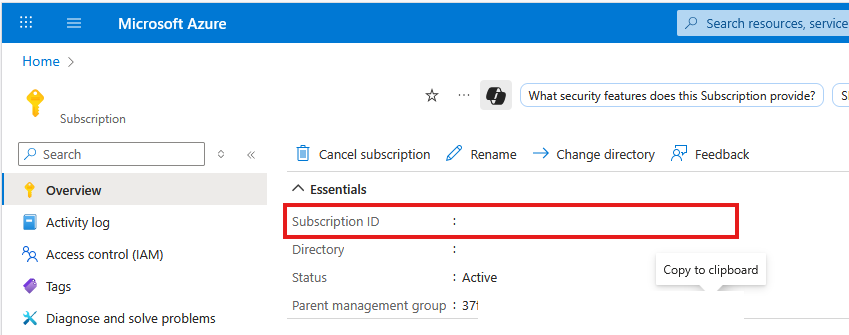 Microsoft Azure
Search resources, service
Home >
What security features does this Subscription provide?
Subscription
Search
Cancel subscription
Rename
Change directory
Feedback
Overview
Essentials
Activity log
Subscription ID :
Access control (IAM)
Directory :
Status : Active
Copy to clipboard
Tags
Parent management group : 37
Diagnose and solve problems